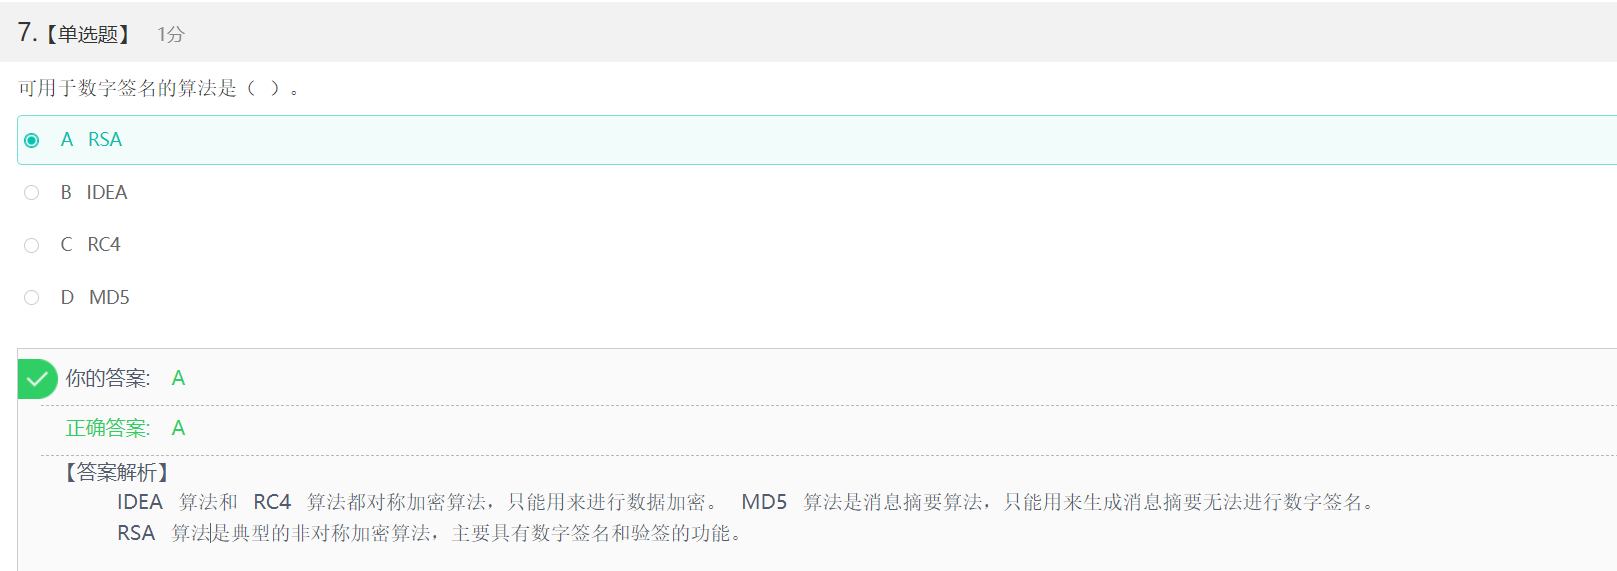 7.【单选题】 1分
可用于数字签名的算法是（ ）。
A RSA
B IDEA
C RC4
D MD5
你的答案: A
正确答案: A
【答案解析】
IDEA 算法和 RC4 算法都对称加密算法，只能用来进行数据加密。 MD5 算法是消息摘要算法，只能用来生成消息摘要无法进行数字签名。
RSA 算法是典型的非对称加密算法，主要具有数字签名和验签的功能。